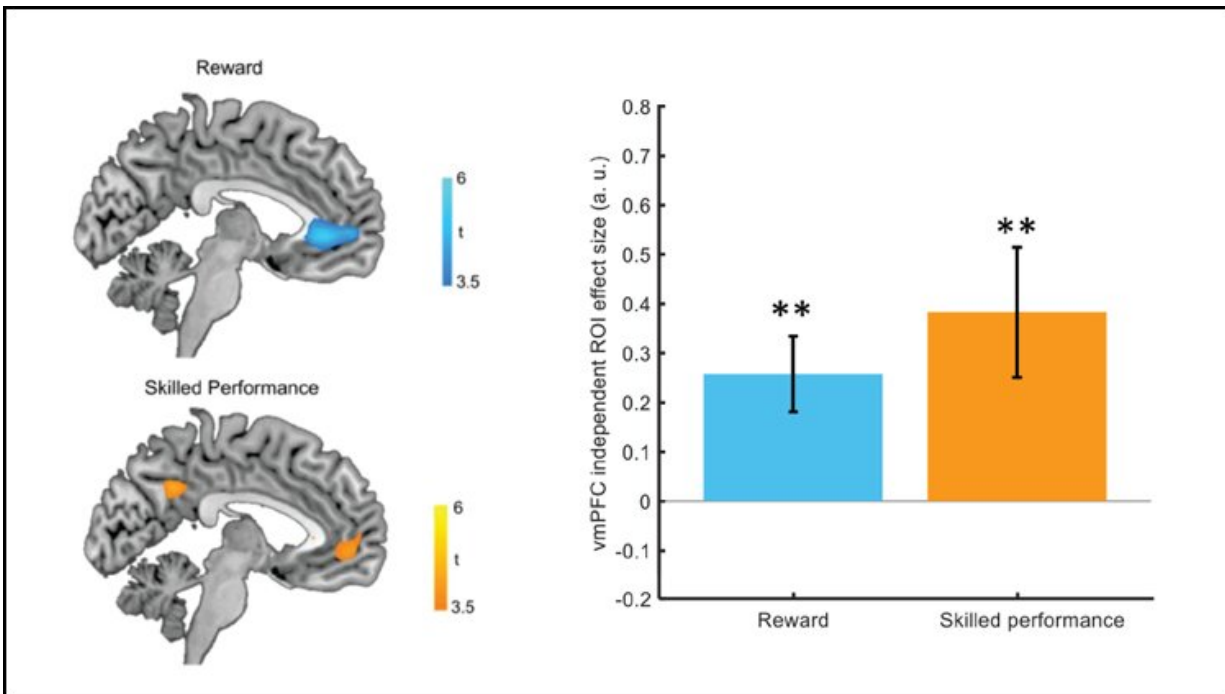 Reward
6
t
3.5
Skilled Performance
6
t
3.5
vmPFC independent ROI effect size (a. u.)
0.8
0.7
0.6
0.5
0.4
0.3
0.2
0.1
0
-0.1
-0.2
**
**
Reward
Skilled performance